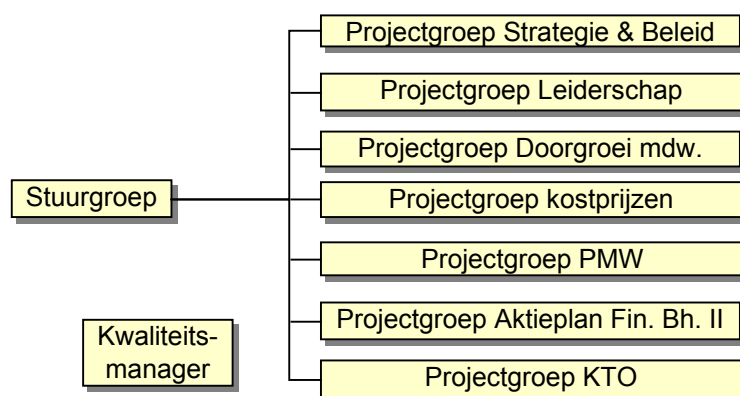 Projectgroep Strategie & Beleid
Projectgroep Leiderschap
Projectgroep Doorgroei mdw.
Stuurgroep
Projectgroep kostprijzen
Projectgroep PMW
Projectgroep Aktieplan Fin. Bh. II
Kwaliteits-
manager
Projectgroep KTO